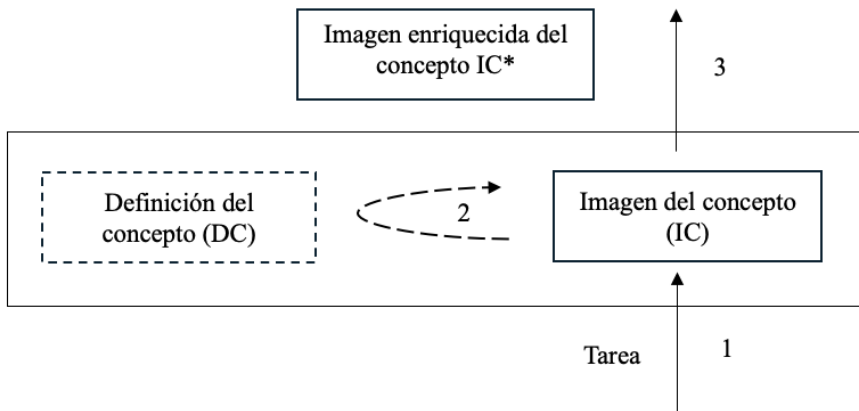 Imagen enriquecida del
concepto IC*
3
Definición del
concepto (DC)
2
Imagen del concepto
(IC)
Tarea
1